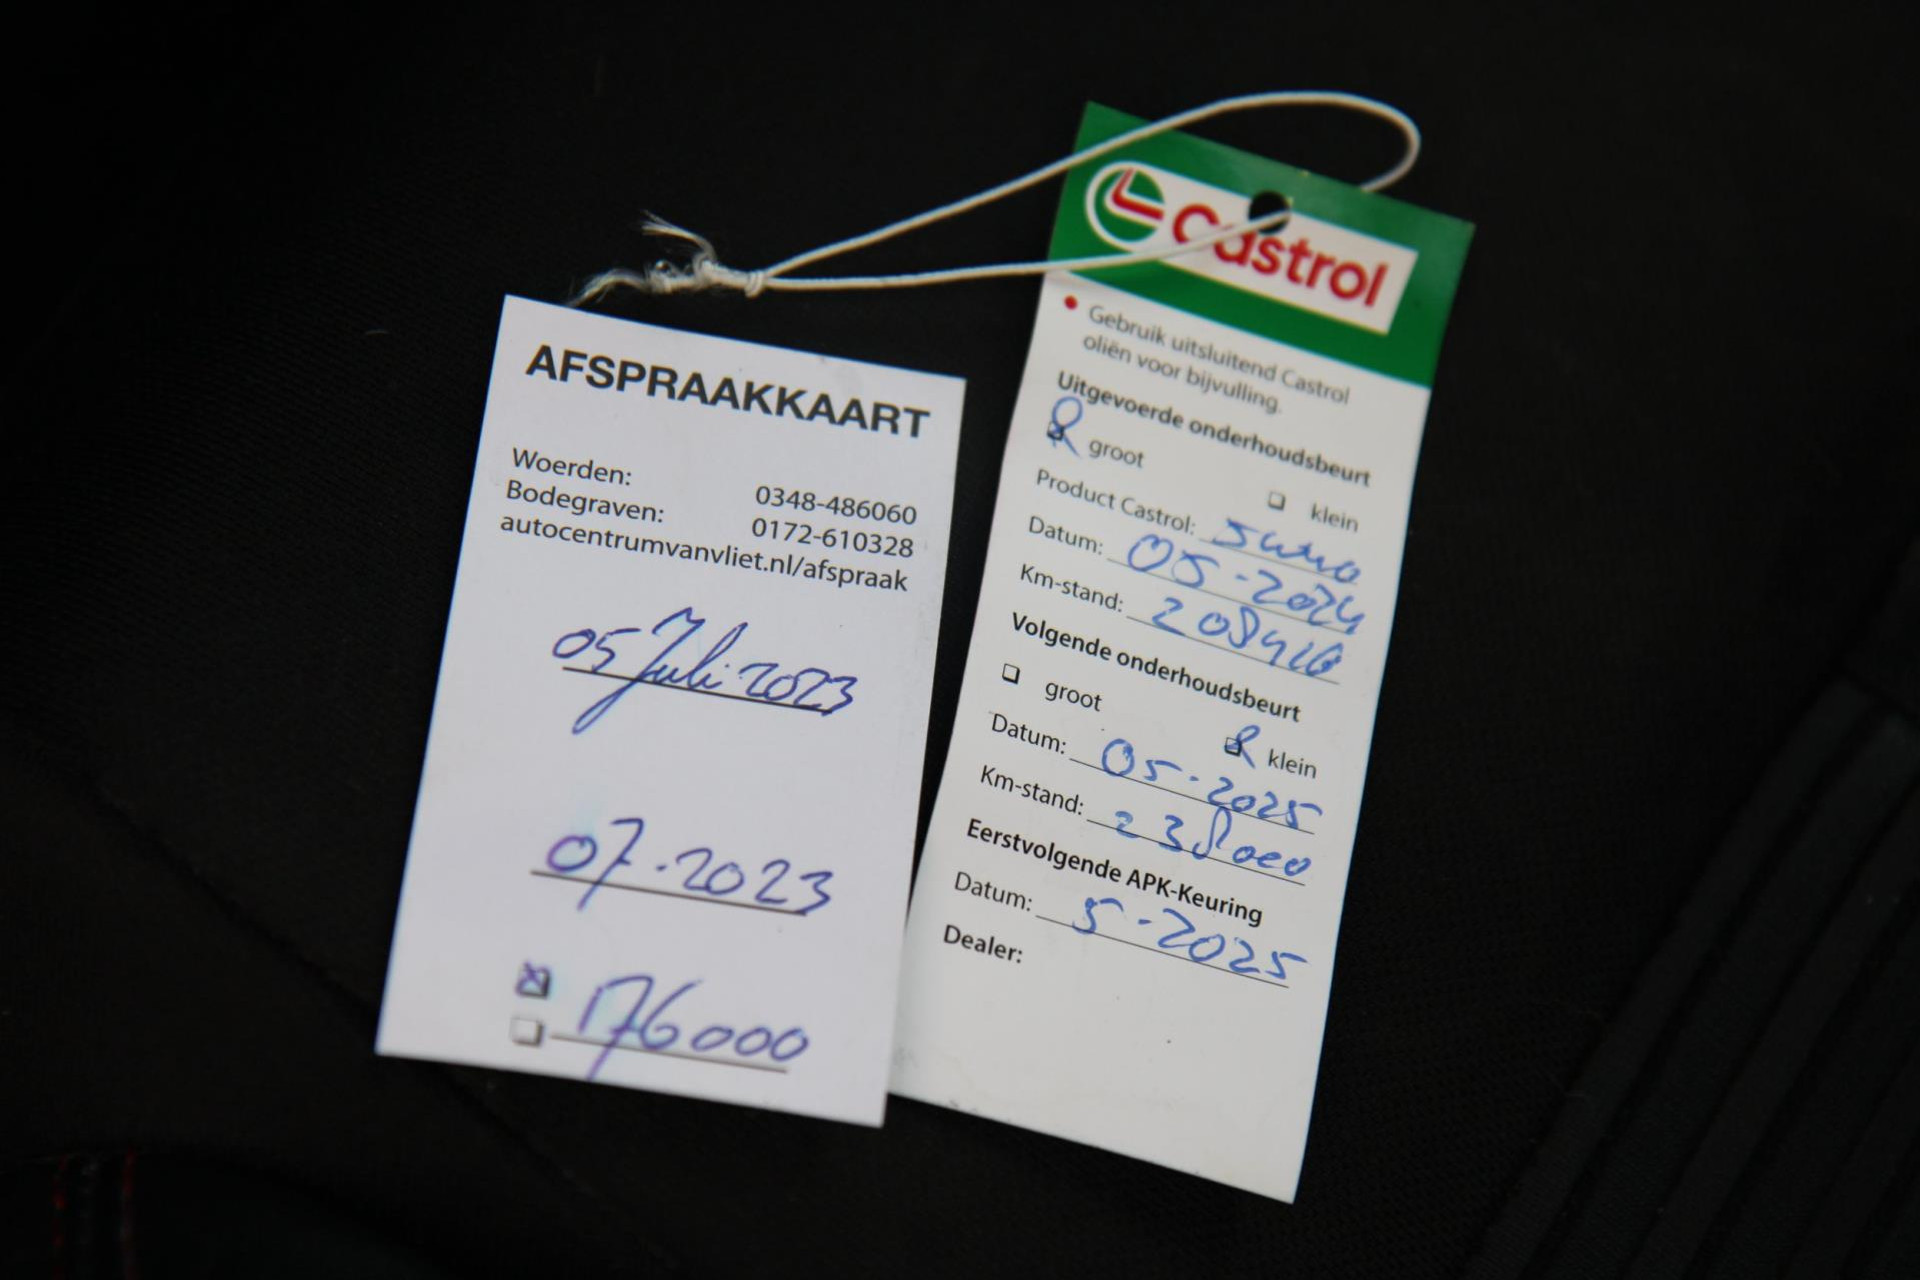 AFSPRAAKKAART
Woerden: 0348-486060
Bodegraven: 0172-610328
autocentrumvanvliet.nl/afspraak
05 Juli 2023
07-2023
176000
Castrol
Gebruik uitsluitend Castrol
oliën voor bijvulling.
Uitgevoerde onderhoudsbeurt
groot klein
Product Castrol:
Datum: 05-2024
Km-stand:
Volgende onderhoudsbeurt
groot klein
Datum: 05-2025
Km-stand: 238000
Eerstvolgende APK-Keuring
Datum: 5-2025
Dealer: